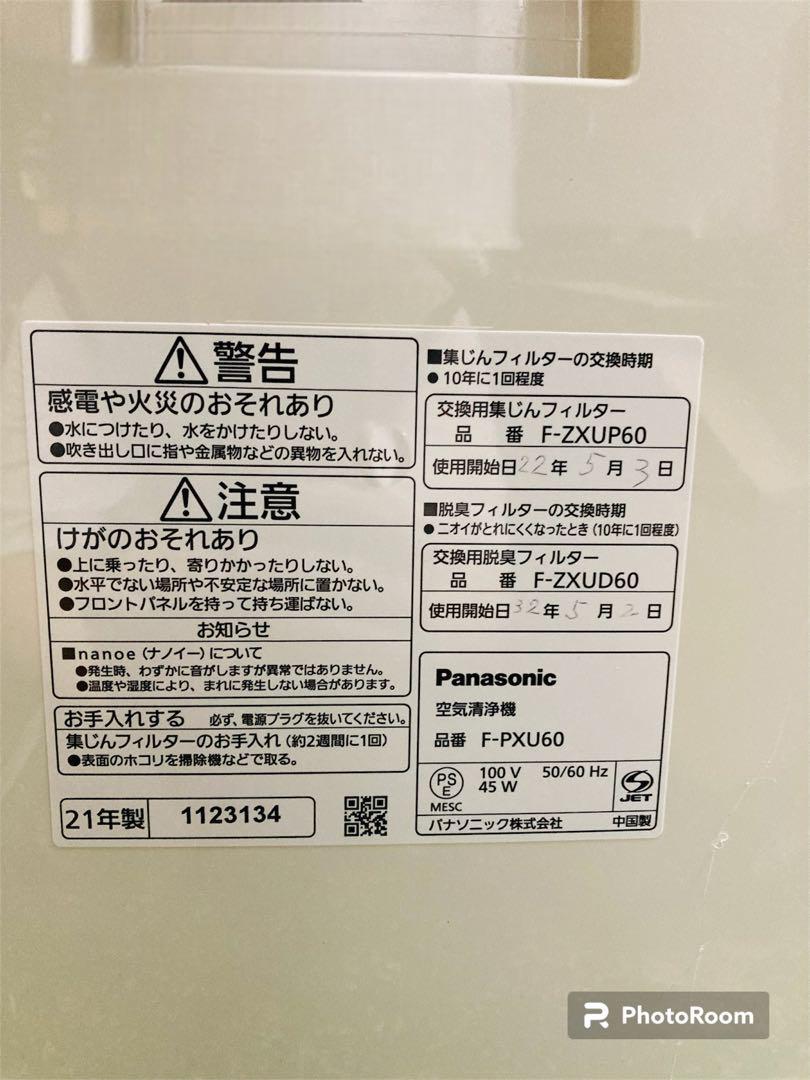 警告
感電や火災のおそれあり
●水につけたり、水をかけたりしない。
●吹き出し口に指や金属物などの異物を入れない。
注意
けがのおそれあり
●上に乗ったり、寄りかかったりしない。
●水平でない場所や不安定な場所に置かない。
●フロントパネルを持って持ち運ばない。
お知らせ
■nanoe（ナノイー）について
●発生時、わずかに音がしますが異常ではありません。
●温度や湿度により、まれに発生しない場合があります。
お手入れする 必ず、電源プラグを抜いてください。
集じんフィルターのお手入れ（約2週間に1回）
●表面のホコリを掃除機などで取る。
21年製 1123134
■集じんフィルターの交換時期
●10年に1回程度
交換用集じんフィルター
品番 F-ZXUP60
使用開始日22年5月3日
■脱臭フィルターの交換時期
●ニオイがとれにくくなったとき（10年に1回程度）
交換用脱臭フィルター
品番 F-ZXUD60
使用開始日32年5月2日
Panasonic
空気清浄機
品番 F-PXU60
PS
E
MESC
100 V 50/60 Hz
45 W
JET
パナソニック株式会社 中国製
PhotoRoom